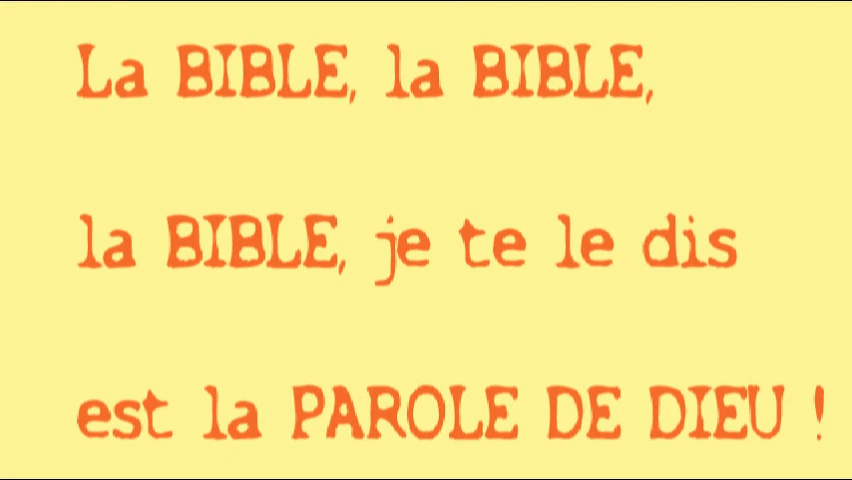 La BIBLE, la BIBLE,
la BIBLE, je te le dis
est la PAROLE DE DIEU !